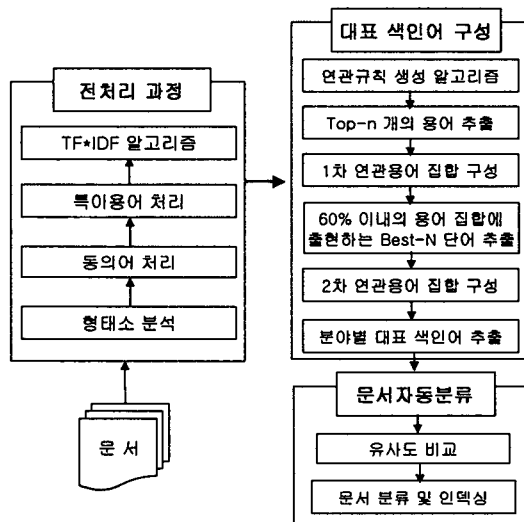 전처리 과정
TF*IDF 알고리즘
특이용어 처리
동의어 처리
형태소 분석
문 서
대표 색인어 구성
연관규칙 생성 알고리즘
Top-n 개의 용어 추출
1차 연관용어 집합 구성
60% 이내의 용어 집합에
출현하는 Best-N 단어 추출
2차 연관용어 집합 구성
분야별 대표 색인어 추출
문서자동분류
유사도 비교
문서 분류 및 인덱싱